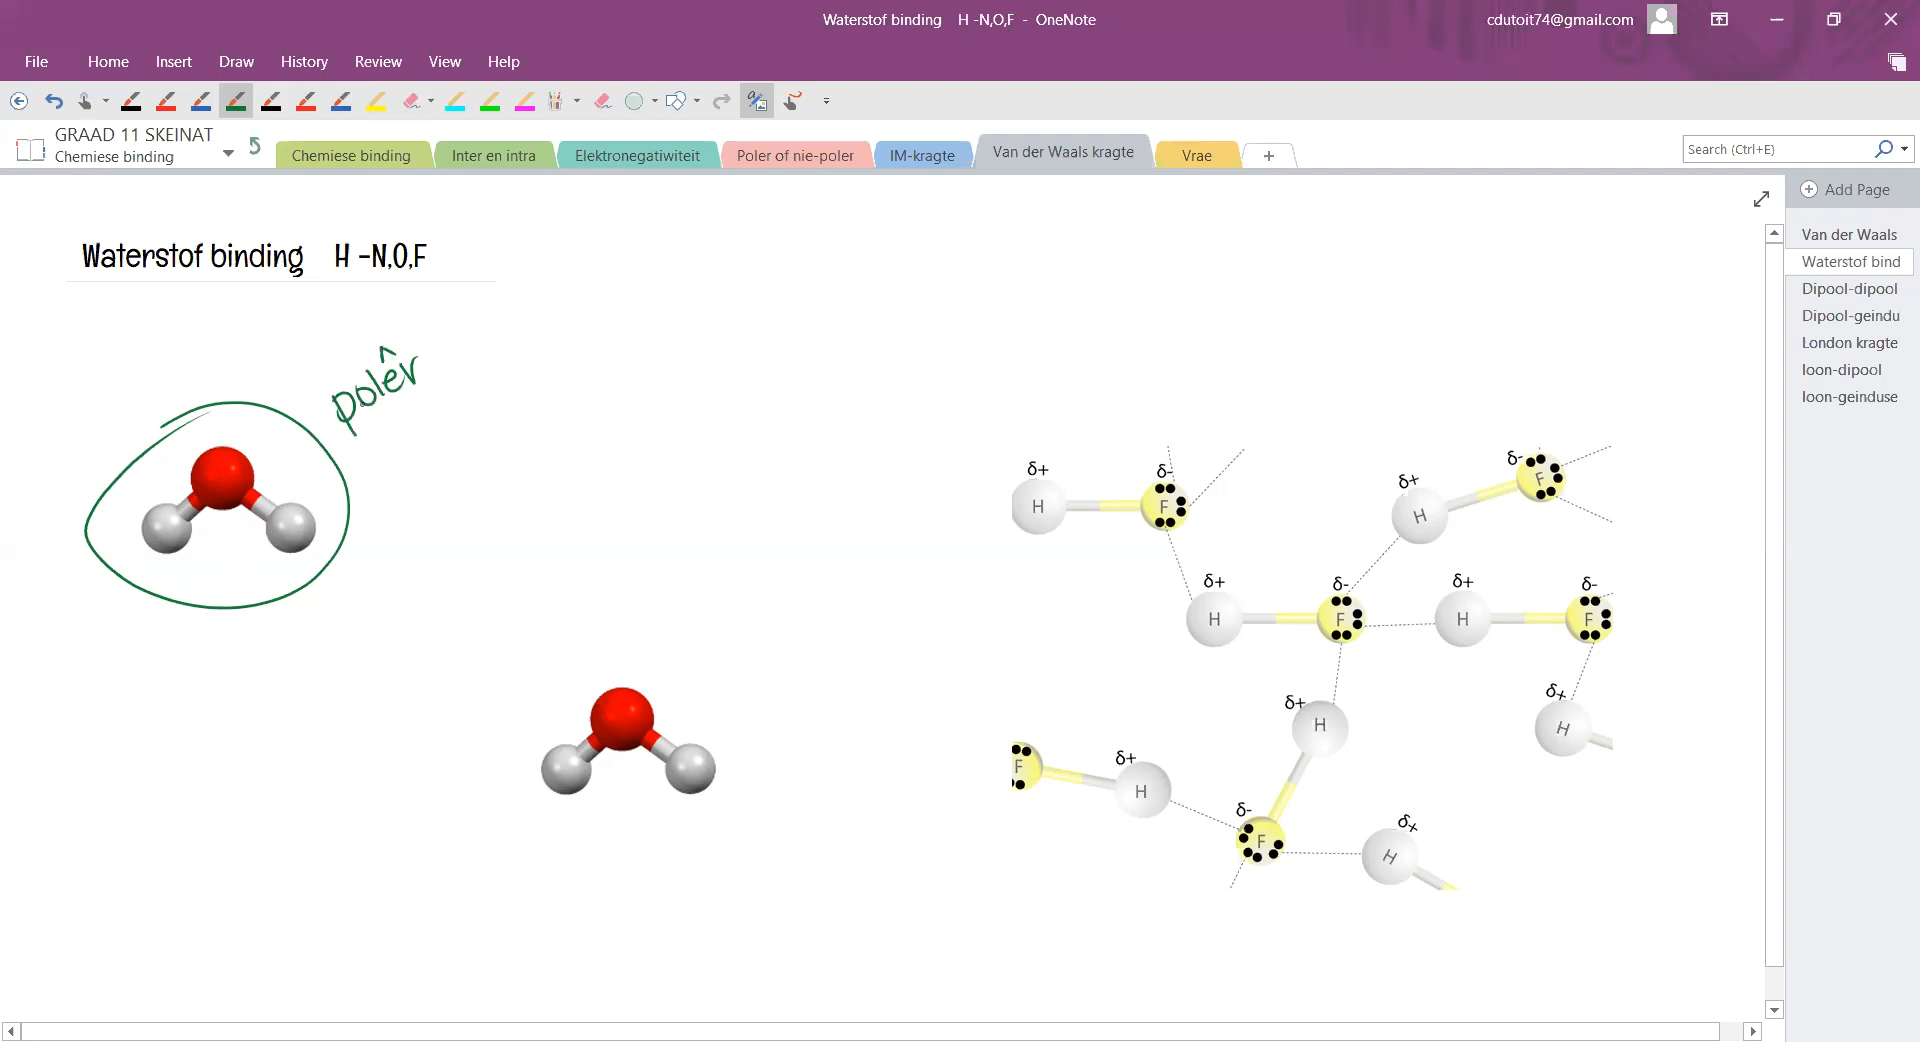 Waterstof binding H -N,O,F - OneNote
cdutoit74@gmail.com
File Home Insert Draw History Review View Help
GRAAD 11 SKEINAT
Chemiese binding
Chemiese binding
Inter en intra
Elektronegatiwiteit
Poler of nie-poler
IM-kragte
Van der Waals kragte
Vrae
+
Search (Ctrl+E)
Add Page
Van der Waals
Waterstof bind
Dipool-dipool
Dipool-geindu
London kragte
Ioon-dipool
Ioon-geinduse
Waterstof binding H -N,O,F
polêr
δ+ δ-
H F
δ+ δ-
H F
δ+ δ-
H F
δ+ δ-
H F
δ+
H
δ+
H
δ+
F H
δ-
F
δ+
H